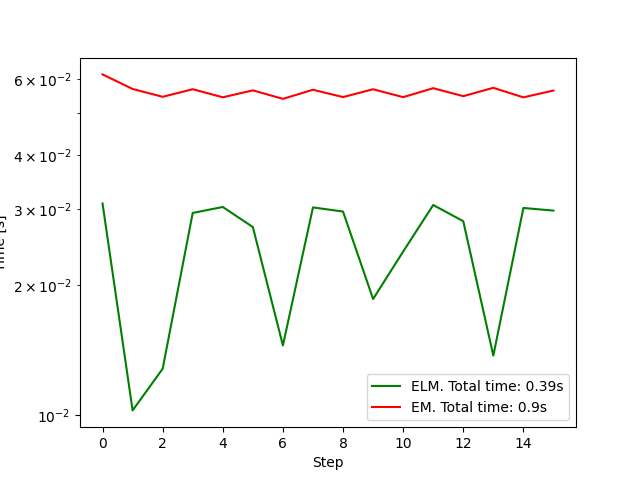 6 × 10⁻²
4 × 10⁻²
3 × 10⁻²
2 × 10⁻²
10⁻²
0 2 4 6 8 10 12 14
Step
ELM. Total time: 0.39s
EM. Total time: 0.9s